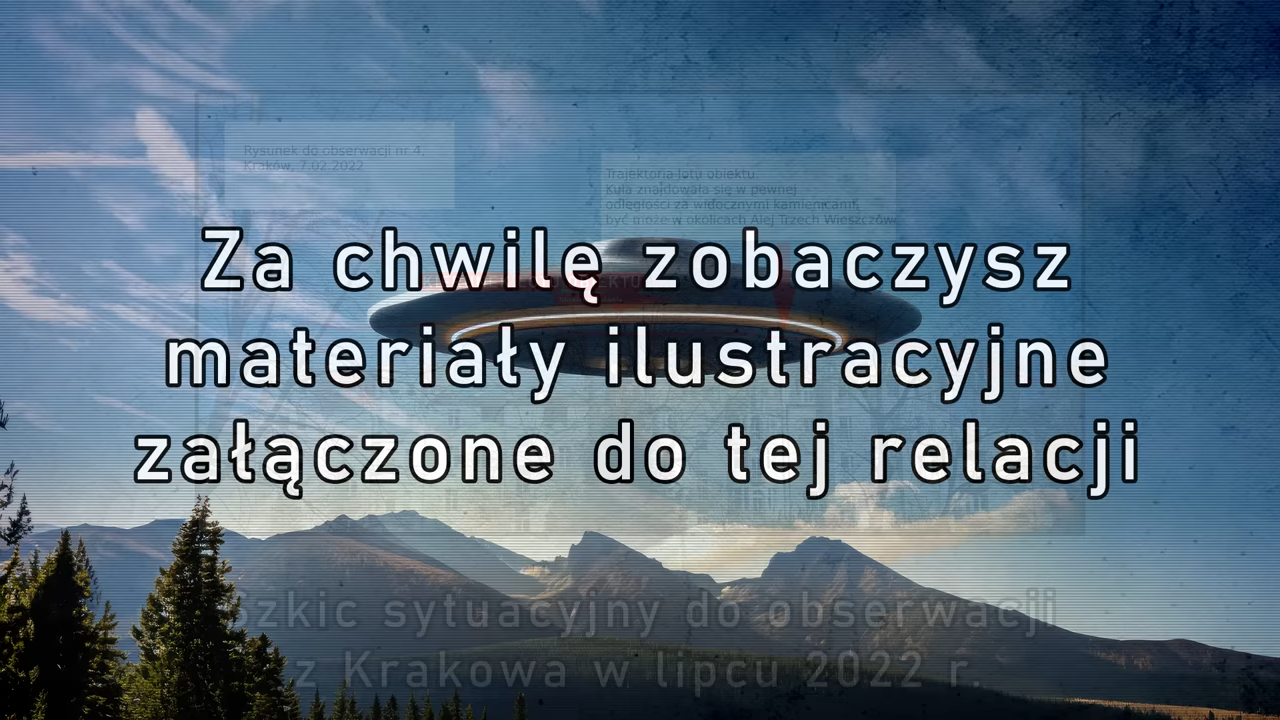 Rysunek do obserwacji nr 4,
Kraków, 7.02.2022
Trajektoria lotu obiektu.
Kula znajdowała się w pewnej
odległości za widocznymi kamienicami,
być może w okolicach Alej Trzech Wieszczów.
Za chwilę zobaczysz
materiały ilustracyjne
załączone do tej relacji
Szkic sytuacyjny do obserwacji
z Krakowa w lipcu 2022 r.